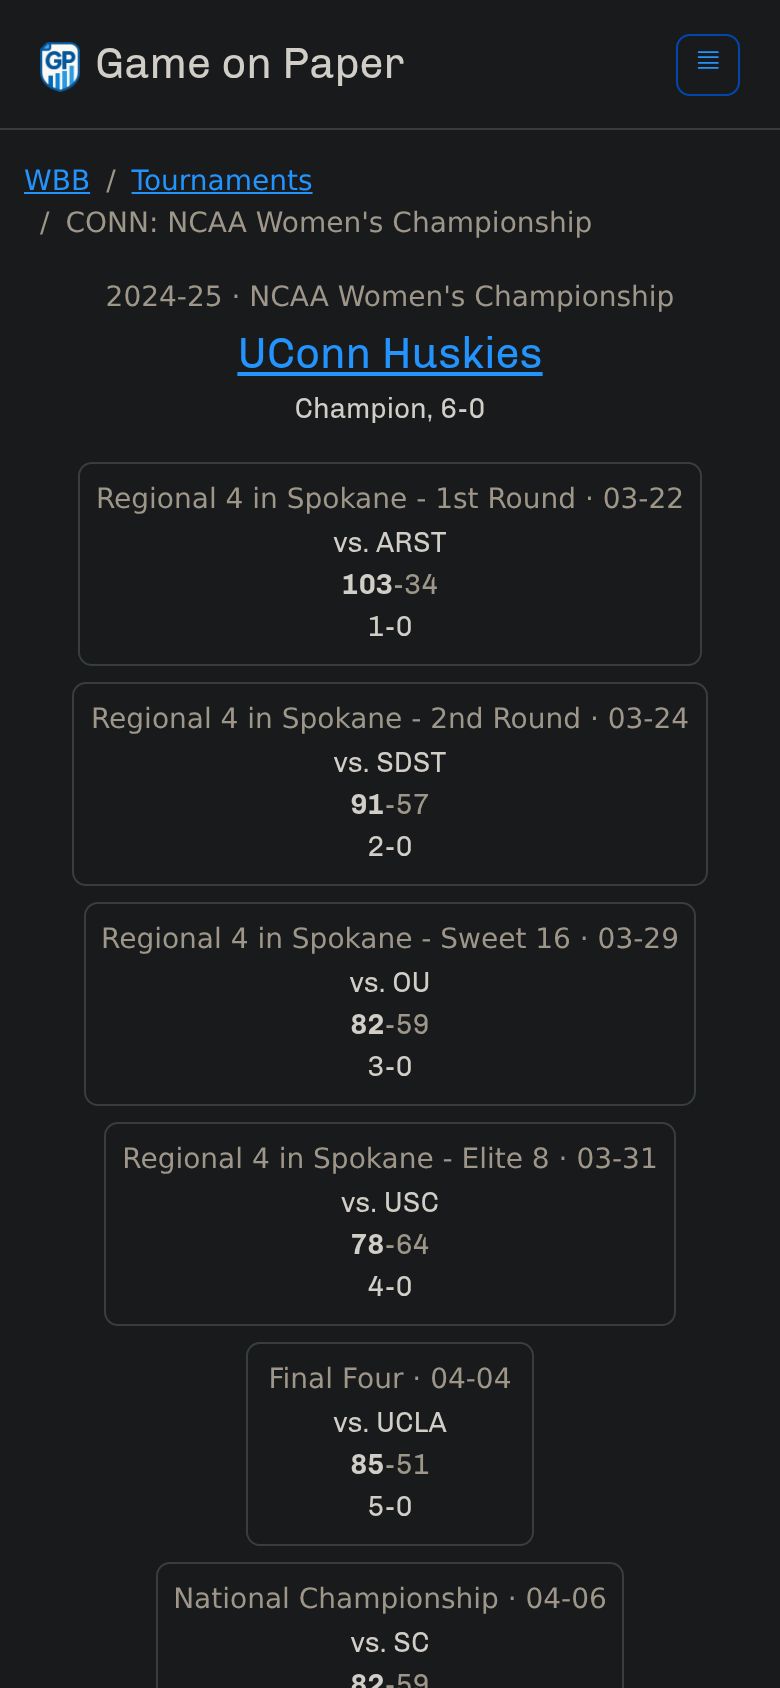 GP
Game on Paper
WBB / Tournaments
/ CONN: NCAA Women's Championship
2024-25 · NCAA Women's Championship
UConn Huskies
Champion, 6-0
Regional 4 in Spokane - 1st Round · 03-22
vs. ARST
103-34
1-0
Regional 4 in Spokane - 2nd Round · 03-24
vs. SDST
91-57
2-0
Regional 4 in Spokane - Sweet 16 · 03-29
vs. OU
82-59
3-0
Regional 4 in Spokane - Elite 8 · 03-31
vs. USC
78-64
4-0
Final Four · 04-04
vs. UCLA
85-51
5-0
National Championship · 04-06
vs. SC
82-59